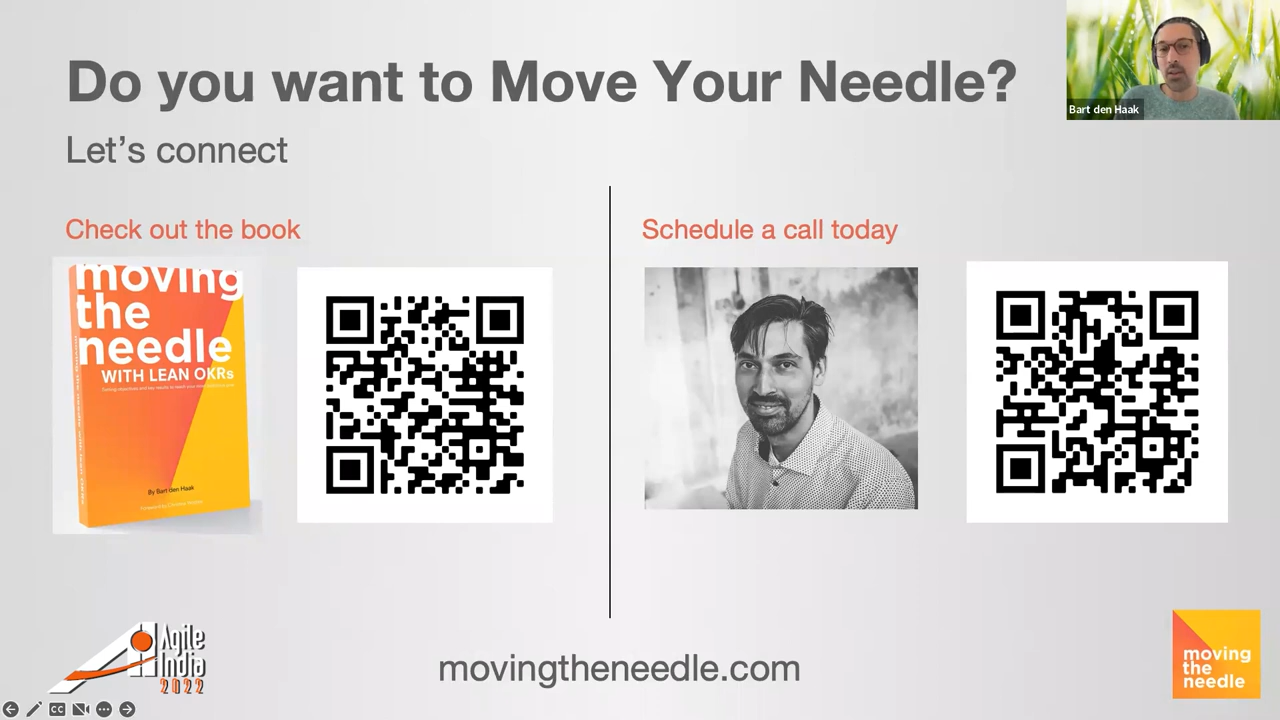 Do you want to Move Your Needle?
Let's connect
Bart den Haak
Check out the book
Schedule a call today
moving
the
needle
WITH LEAN OKRs
By Bart den Haak
Agile
India
2022
movingtheneedle.com
moving
the
needle
CC